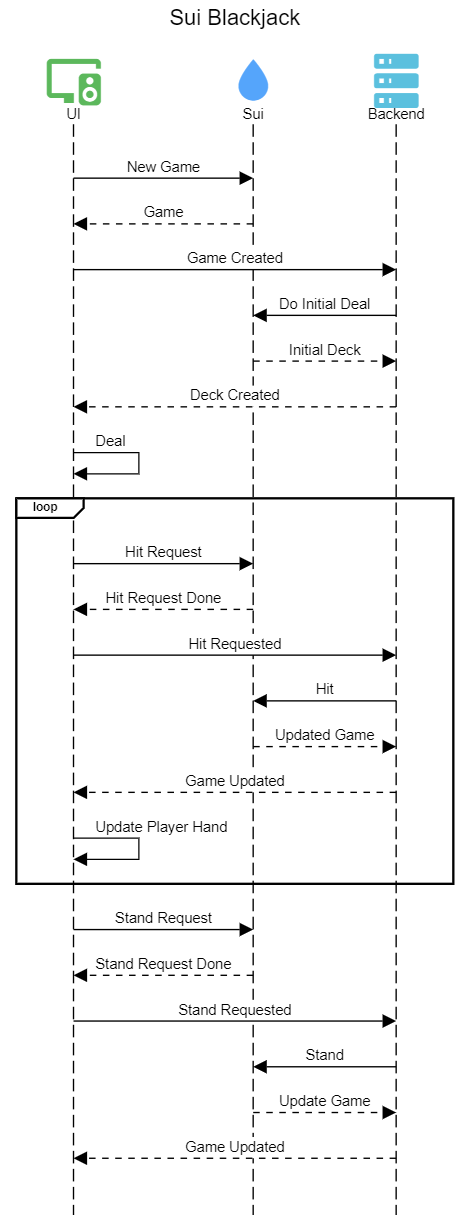 Sui Blackjack
UI
Sui
Backend
New Game
Game
Game Created
Do Initial Deal
Initial Deck
Deck Created
Deal
loop
Hit Request
Hit Request Done
Hit Requested
Hit
Updated Game
Game Updated
Update Player Hand
Stand Request
Stand Request Done
Stand Requested
Stand
Update Game
Game Updated